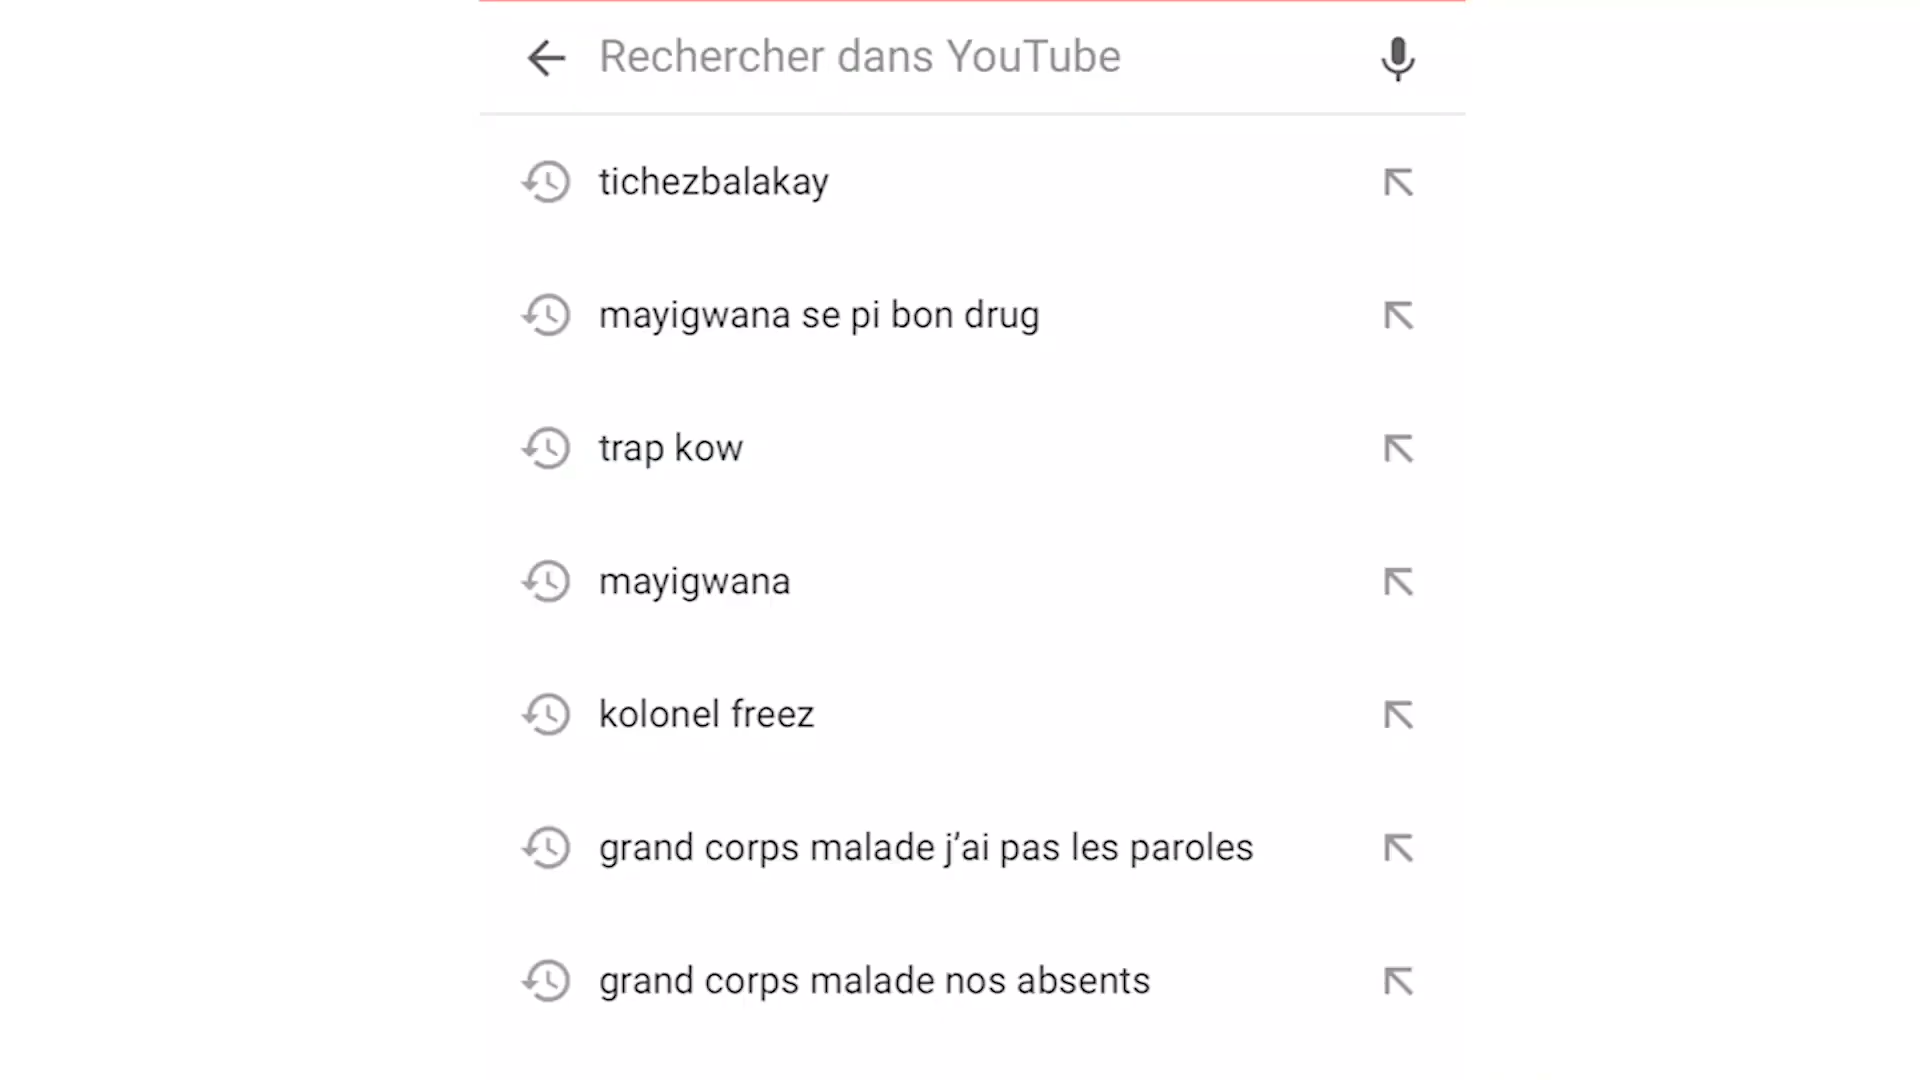 Rechercher dans YouTube
tichezbalakay
mayigwana se pi bon drug
trap kow
mayigwana
kolonel freez
grand corps malade j’ai pas les paroles
grand corps malade nos absents